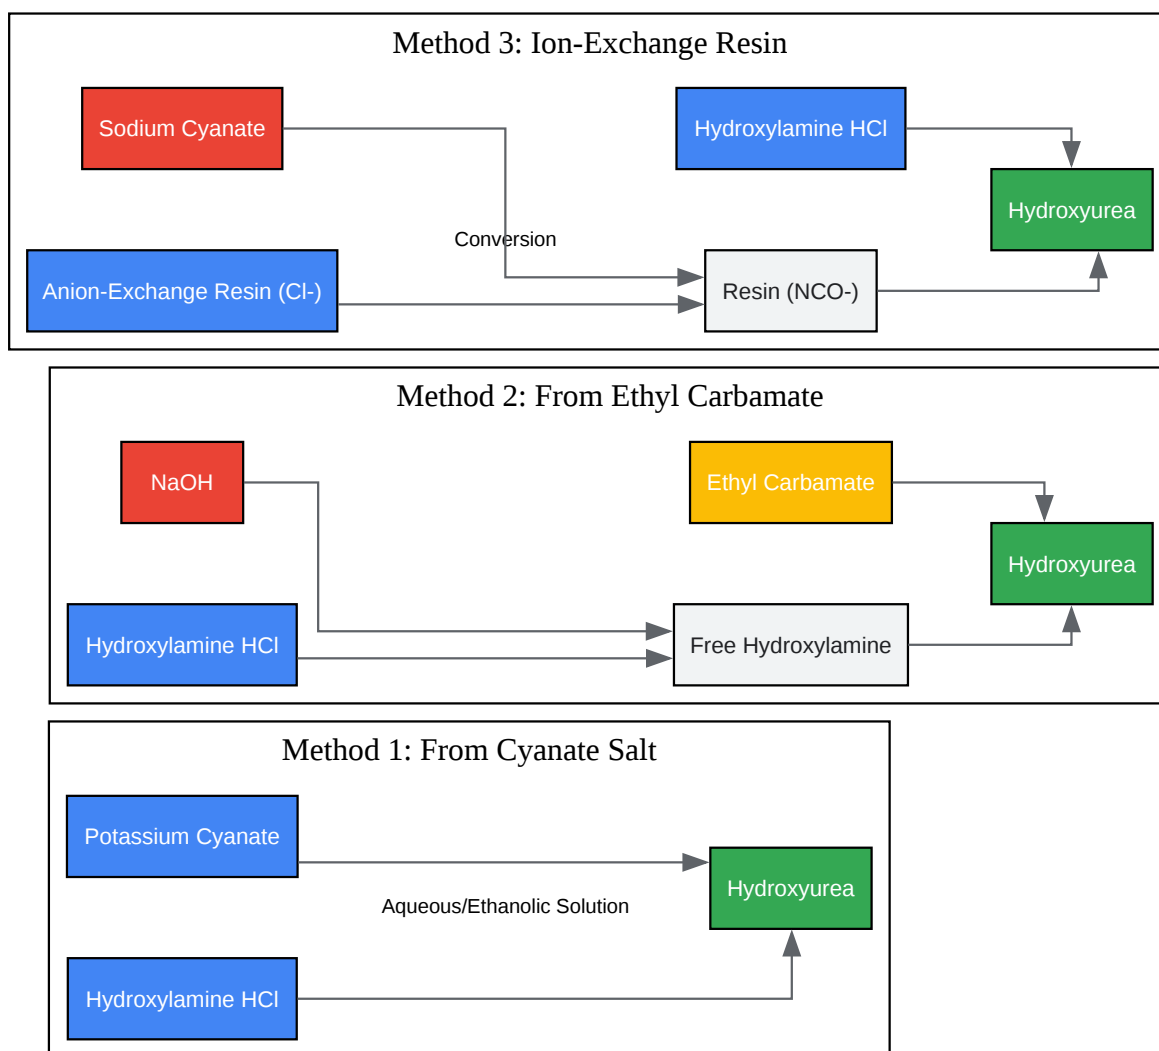 Method 3: Ion-Exchange Resin
Sodium Cyanate
Hydroxylamine HCl
Hydroxyurea
Conversion
Anion-Exchange Resin (Cl-)
Resin (NCO-)
Method 2: From Ethyl Carbamate
NaOH
Ethyl Carbamate
Hydroxyurea
Hydroxylamine HCl
Free Hydroxylamine
Method 1: From Cyanate Salt
Potassium Cyanate
Hydroxyurea
Aqueous/Ethanolic Solution
Hydroxylamine HCl